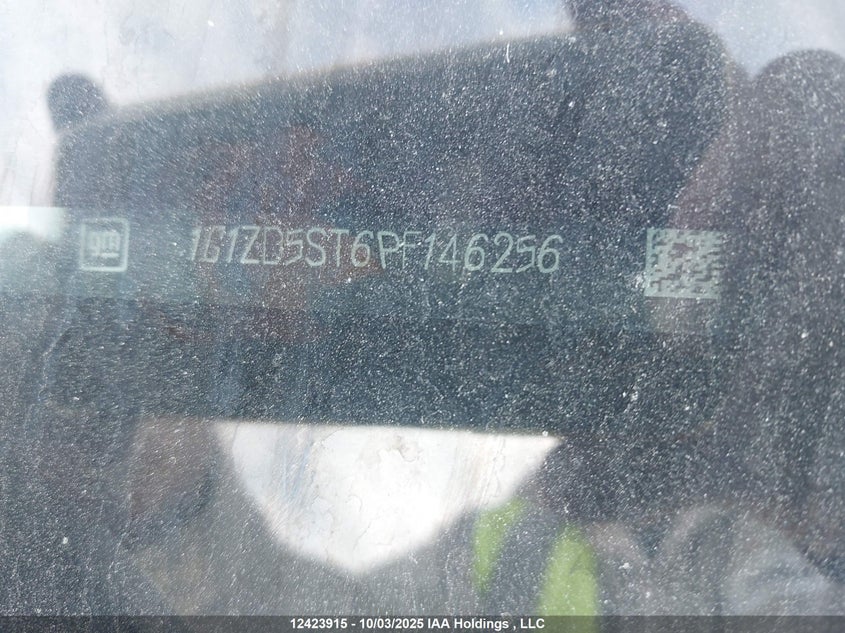 gm
1G1ZD5ST6PF146256
12423915 - 10/03/2025 IAA Holdings , LLC